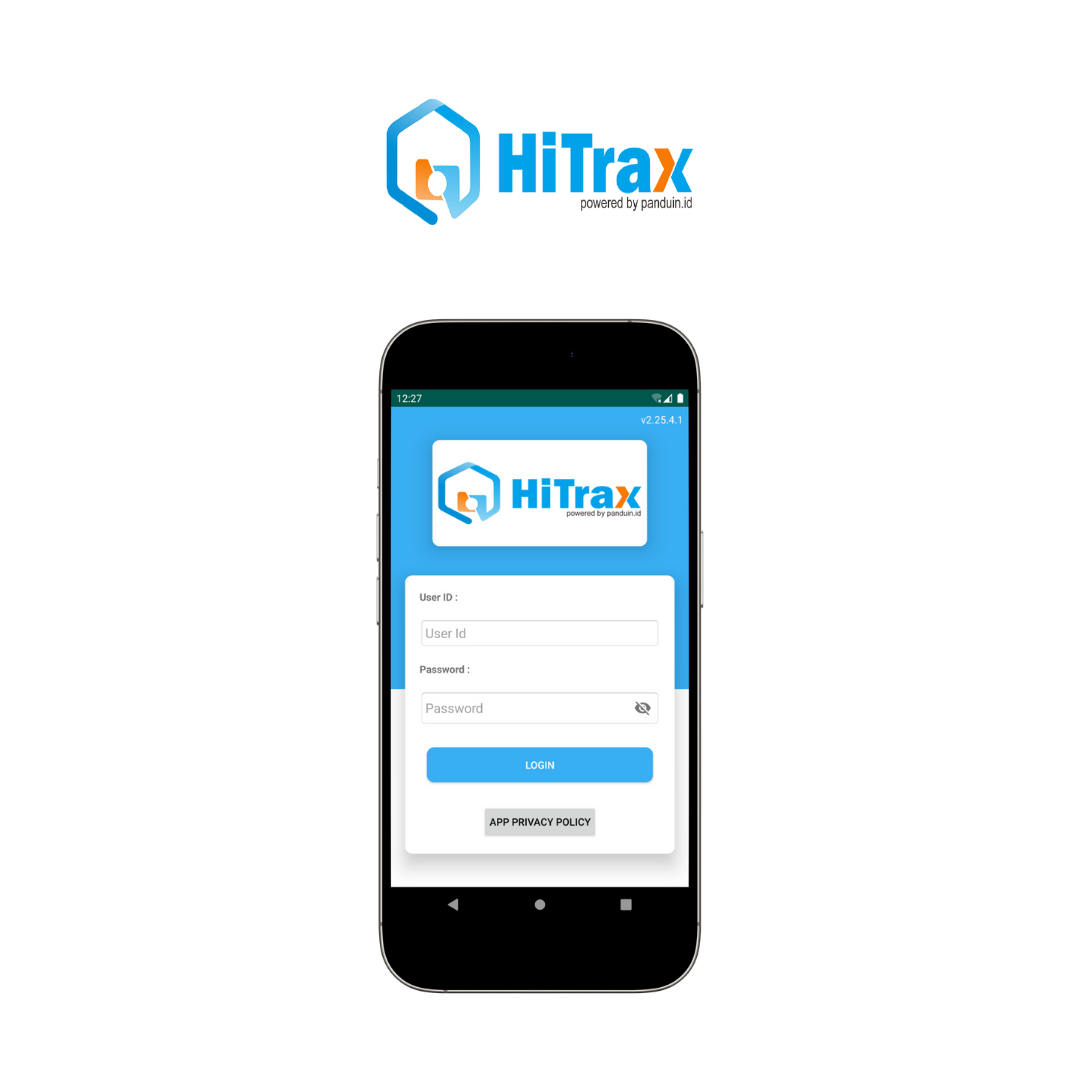 HiTrax
powered by panduin.id
12:27
v2.25.4.1
HiTrax
powered by panduin.id
User ID :
User Id
Password :
Password
LOGIN
APP PRIVACY POLICY